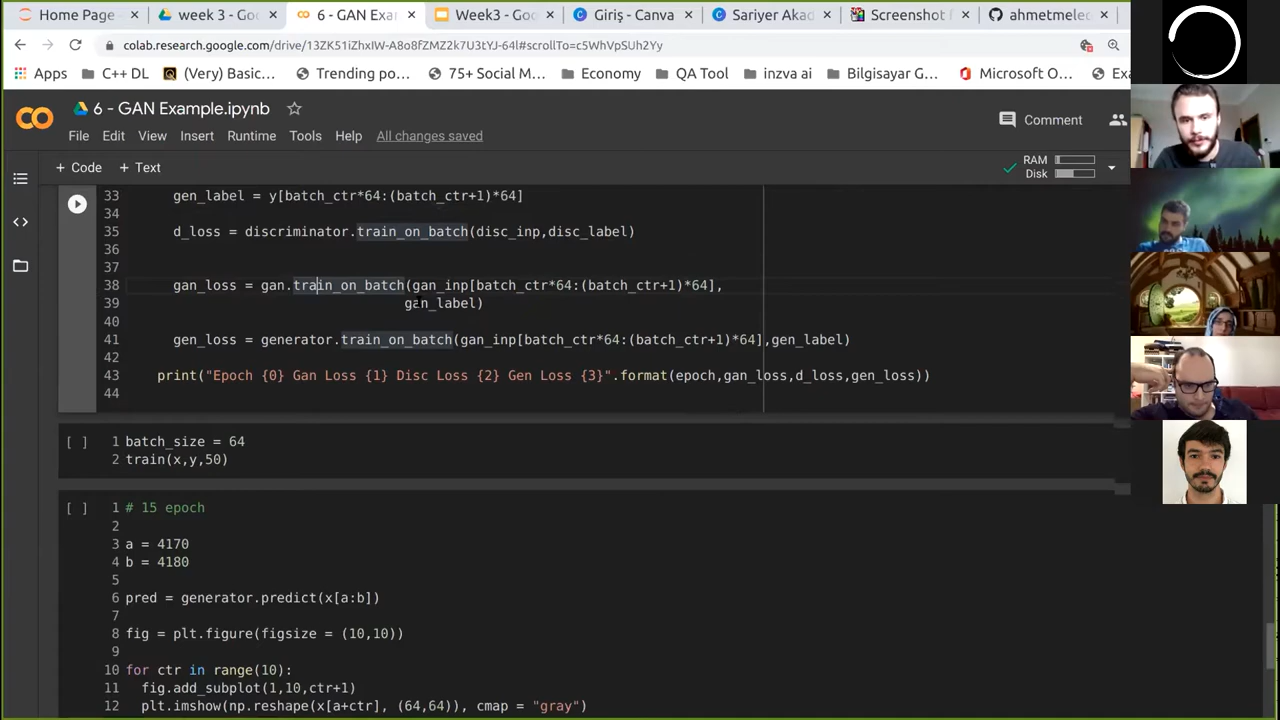 Home Page -
week 3 - Goo
6 - GAN Exa
Week3 - Goo
Giriş - Canva
Sariyer Akad
Screenshot f
ahmetmelec
colab.research.google.com/drive/13ZK51iZhxIW-A8o8fZMZ2k7U3tYJ-64l#scrollTo=c5WhVpSUh2Yy
Apps
C++ DL
(Very) Basic...
Trending po...
75+ Social M...
Economy
QA Tool
inzva ai
Bilgisayar G...
Microsoft O...
Exa
6 - GAN Example.ipynb
File Edit View Insert Runtime Tools Help All changes saved
Comment
+ Code + Text
RAM
Disk
33 gen_label = y[batch_ctr*64:(batch_ctr+1)*64]
34
35 d_loss = discriminator.train_on_batch(disc_inp,disc_label)
36
37
38 gan_loss = gan.train_on_batch(gan_inp[batch_ctr*64:(batch_ctr+1)*64],
39 gen_label)
40
41 gen_loss = generator.train_on_batch(gan_inp[batch_ctr*64:(batch_ctr+1)*64],gen_label)
42
43 print("Epoch {0} Gan Loss {1} Disc Loss {2} Gen Loss {3}".format(epoch,gan_loss,d_loss,gen_loss))
44
[ ] 1 batch_size = 64
2 train(x,y,50)
[ ] 1 # 15 epoch
2
3 a = 4170
4 b = 4180
5
6 pred = generator.predict(x[a:b])
7
8 fig = plt.figure(figsize = (10,10))
9
10 for ctr in range(10):
11 fig.add_subplot(1,10,ctr+1)
12 plt.imshow(np.reshape(x[a+ctr], (64,64)), cmap = "gray")